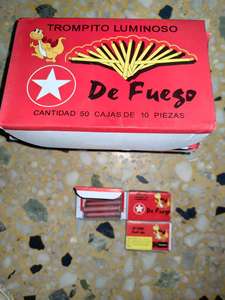 TROMPITO LUMINOSO
De Fuego
CANTIDAD 50 CAJAS DE 10 PIEZAS
De Fuego